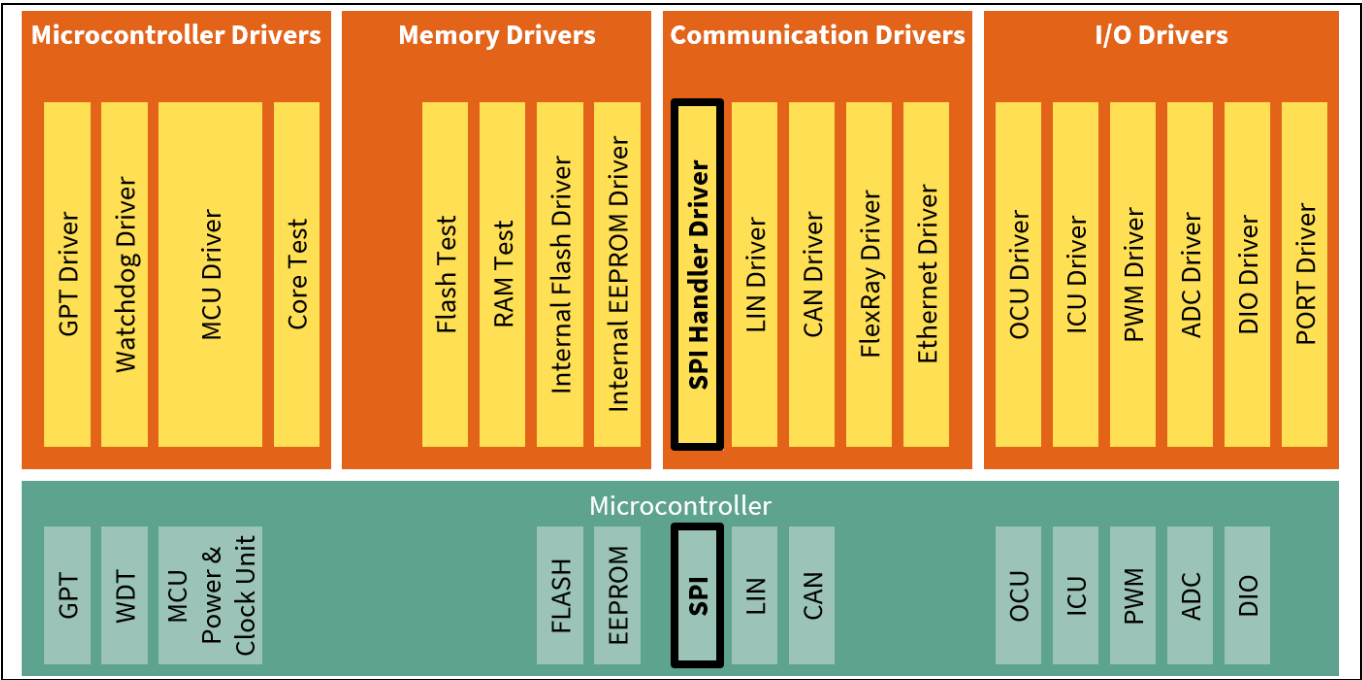 Microcontroller Drivers
GPT Driver
Watchdog Driver
MCU Driver
Core Test
Memory Drivers
Flash Test
RAM Test
Internal Flash Driver
Internal EEPROM Driver
Communication Drivers
SPI Handler Driver
LIN Driver
CAN Driver
FlexRay Driver
Ethernet Driver
I/O Drivers
OCU Driver
ICU Driver
PWM Driver
ADC Driver
DIO Driver
PORT Driver
Microcontroller
GPT
WDT
MCU
Power &
Clock Unit
FLASH
EEPROM
SPI
LIN
CAN
OCU
ICU
PWM
ADC
DIO